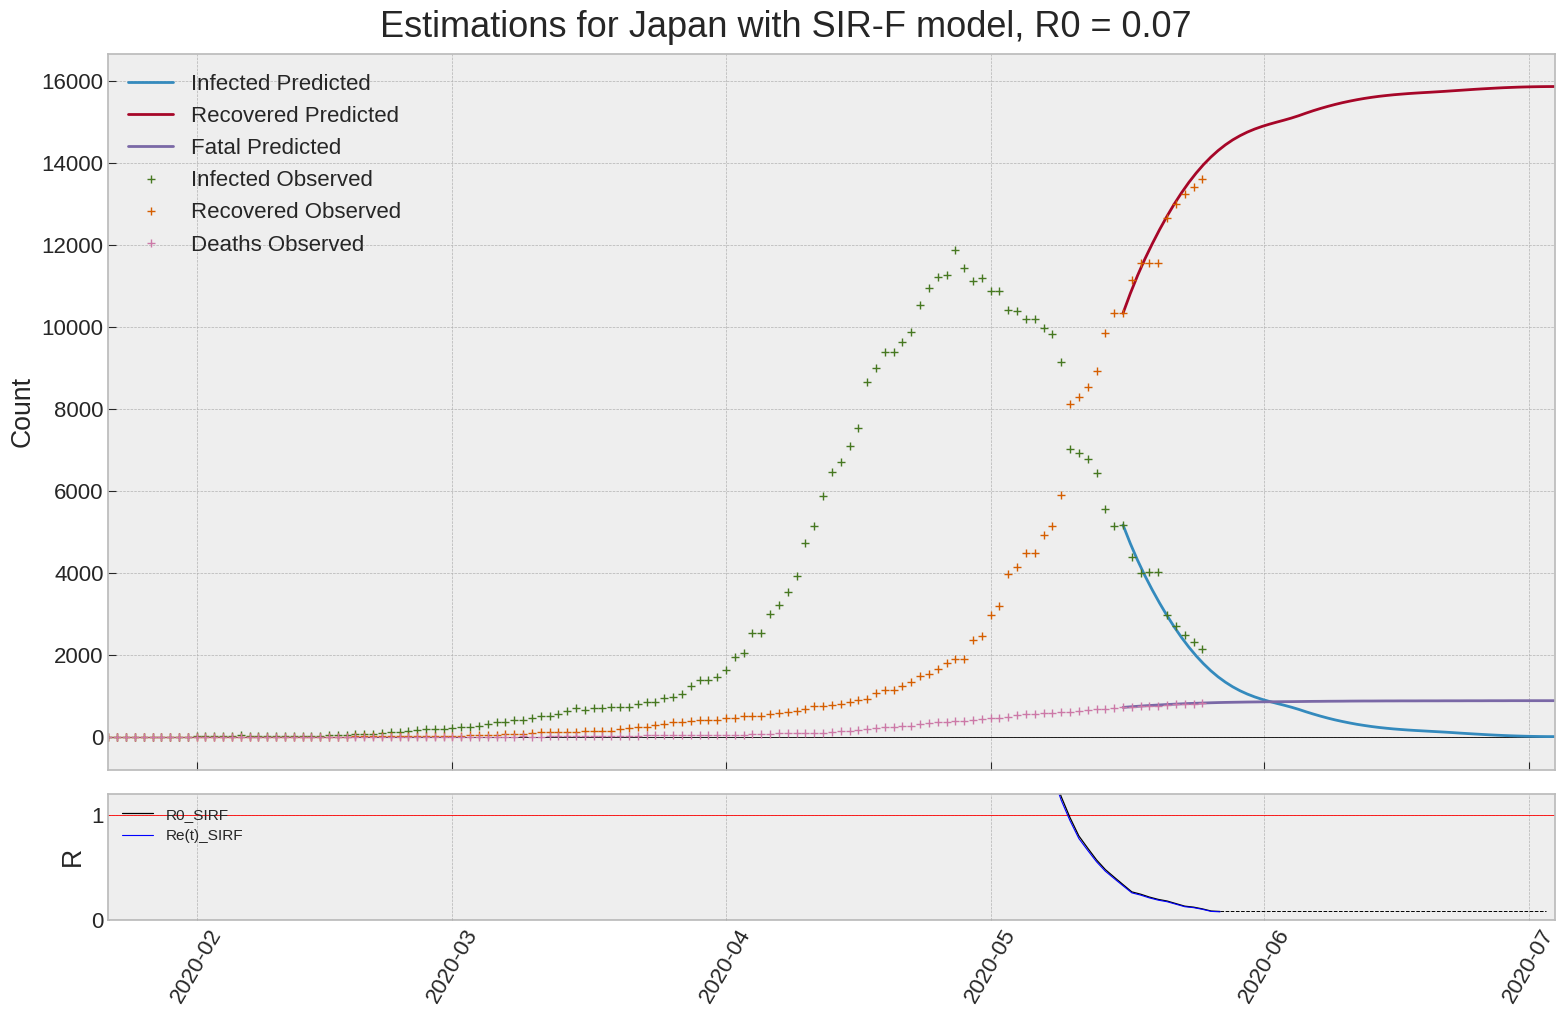 Estimations for Japan with SIR-F model, R0 = 0.07
Count
16000
14000
12000
10000
8000
6000
4000
2000
0
Infected Predicted
Recovered Predicted
Fatal Predicted
Infected Observed
Recovered Observed
Deaths Observed
R
1
0
R0_SIRF
Re(t)_SIRF
2020-02
2020-03
2020-04
2020-05
2020-06
2020-07